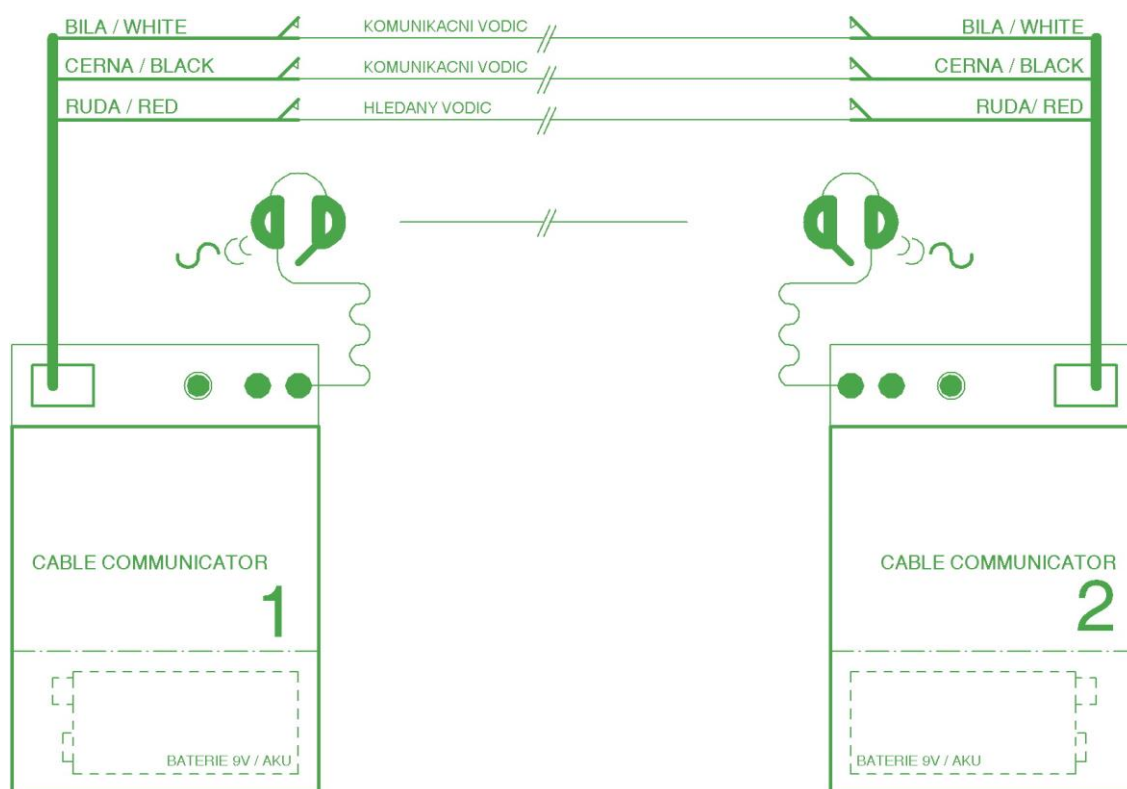 BILA / WHITE
KOMUNIKACNI VODIC
BILA / WHITE
CERNA / BLACK
KOMUNIKACNI VODIC
CERNA / BLACK
RUDA / RED
HLEDANY VODIC
RUDA/ RED
CABLE COMMUNICATOR
1
CABLE COMMUNICATOR
2
BATERIE 9V / AKU
BATERIE 9V / AKU